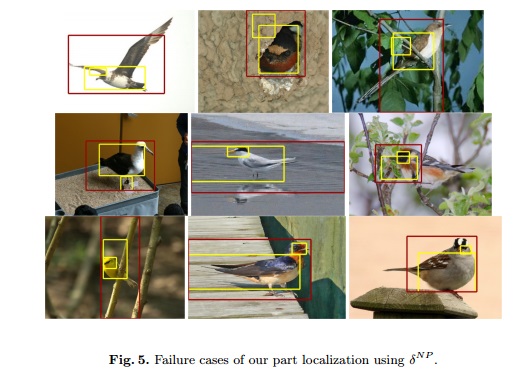 Fig. 5. Failure cases of our part localization using δ^{NP}.